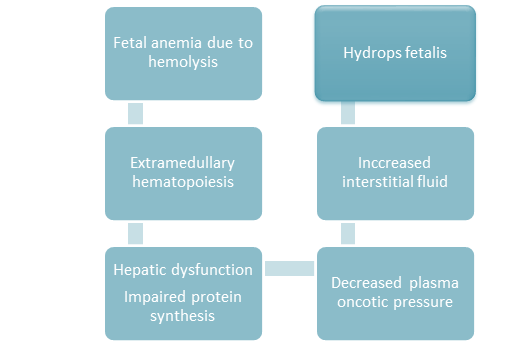 Fetal anemia due to
hemolysis
Extramedullary
hematopoiesis
Hepatic dysfunction
Impaired protein
synthesis
Decreased plasma
oncotic pressure
Inccreased
interstitial fluid
Hydrops fetalis